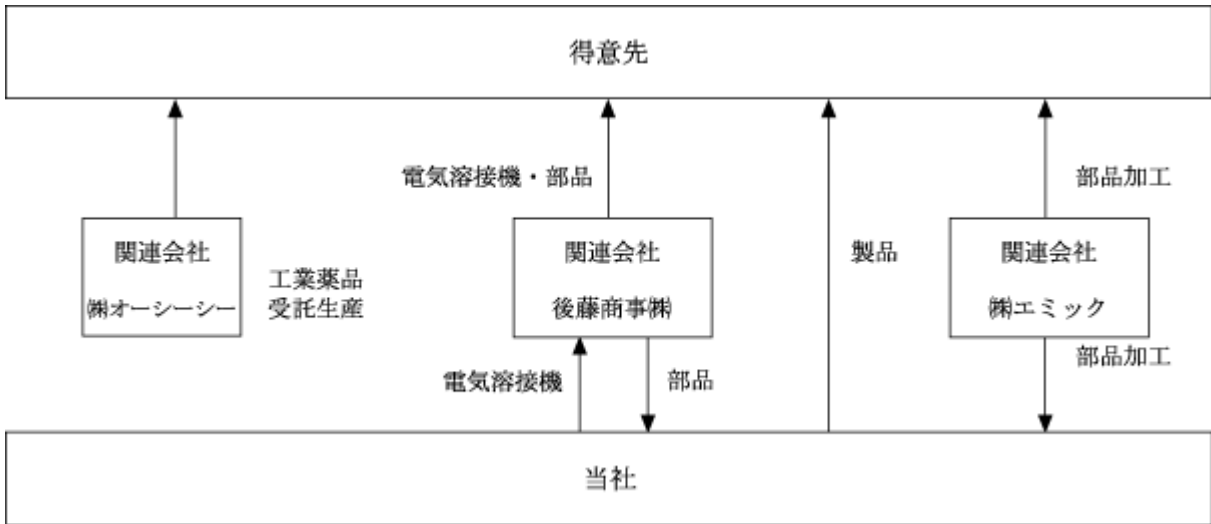 得意先
電気溶接機・部品
部品加工
関連会社
㈱オーシーシー
工業薬品
受託生産
関連会社
後藤商事㈱
製品
関連会社
㈱エミック
電気溶接機
部品
部品加工
当社